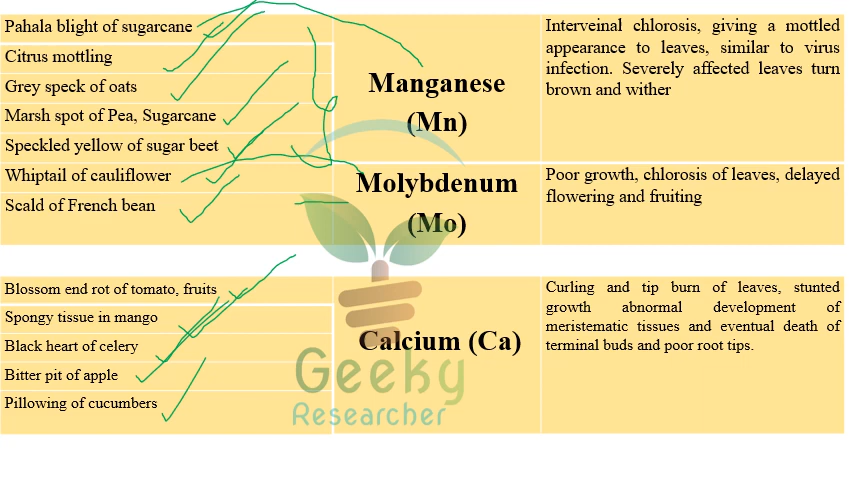 Pahala blight of sugarcane
Citrus mottling
Grey speck of oats
Marsh spot of Pea, Sugarcane
Speckled yellow of sugar beet
Whiptail of cauliflower
Scald of French bean
Manganese
(Mn)
Interveinal chlorosis, giving a mottled
appearance to leaves, similar to virus
infection. Severely affected leaves turn
brown and wither
Molybdenum
(Mo)
Poor growth, chlorosis of leaves, delayed
flowering and fruiting
Blossom end rot of tomato, fruits
Spongy tissue in mango
Black heart of celery
Bitter pit of apple
Pillowing of cucumbers
Calcium (Ca)
Curling and tip burn of leaves, stunted
growth abnormal development of
meristematic tissues and eventual death of
terminal buds and poor root tips.
Geeky
Researcher